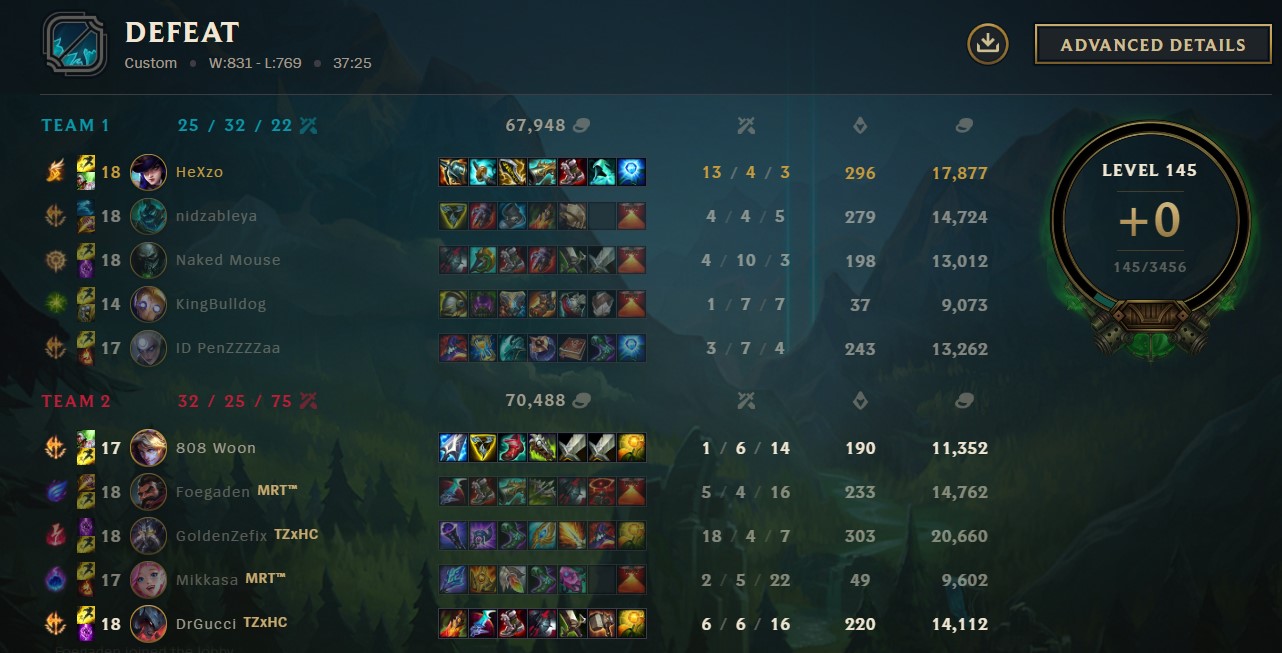 DEFEAT
Custom • W:831 - L:769 • 37:25
ADVANCED DETAILS
TEAM 1 25 / 32 / 22 67,948
18 HeXzo 13 / 4 / 3 296 17,877
18 nidzableya 4 / 4 / 5 279 14,724
18 Naked Mouse 4 / 10 / 3 198 13,012
14 KingBulldog 1 / 7 / 7 37 9,073
17 ID PenZZZZaa 3 / 7 / 4 243 13,262
LEVEL 145
+0
145/3456
TEAM 2 32 / 25 / 75 70,488
17 808 Woon 1 / 6 / 14 190 11,352
18 Foegaden MRT™ 5 / 4 / 16 233 14,762
18 GoldenZefix TZxHC 18 / 4 / 7 303 20,660
17 Mikkasa MRT™ 2 / 5 / 22 49 9,602
18 DrGucci TZxHC 6 / 6 / 16 220 14,112
Foegaden joined the lobby